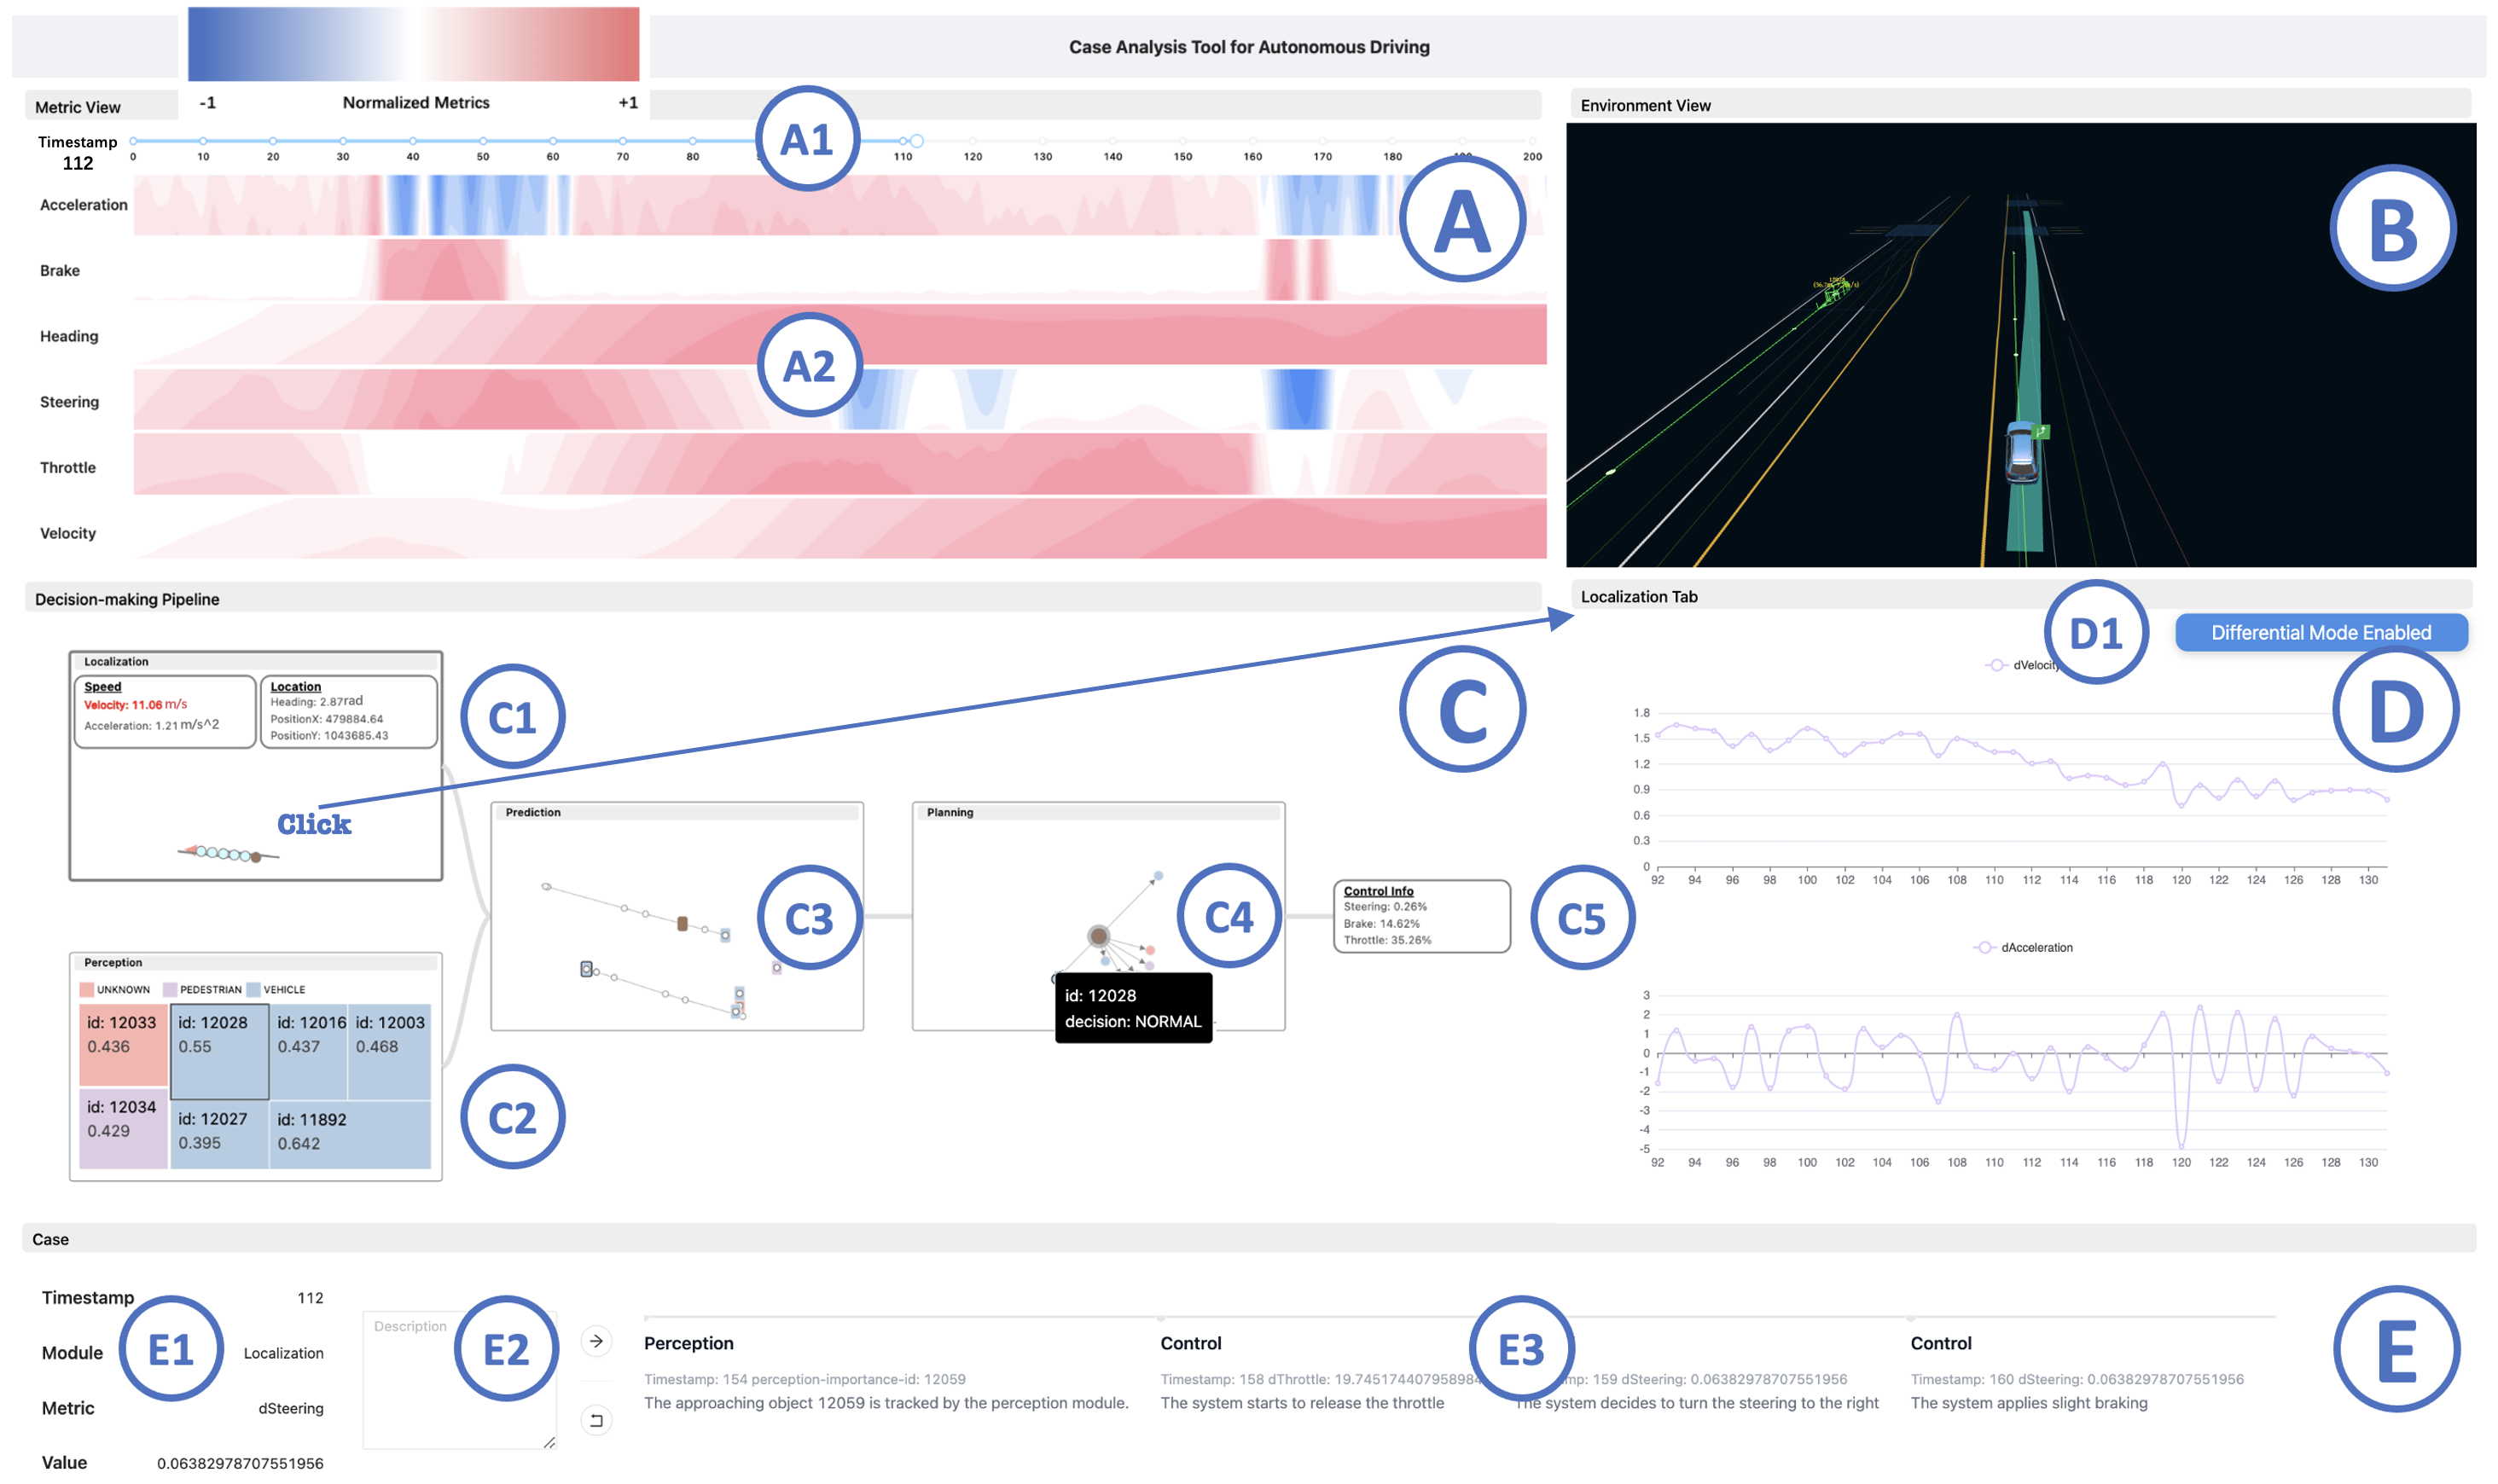 Case Analysis Tool for Autonomous Driving
-1 Normalized Metrics +1
Metric View
Timestamp
112
0 10 20 30 40 50 60 70 80 110 120 130 140 150 160 170 180 200
A1
A
Acceleration
Brake
Heading
A2
Steering
Throttle
Velocity
Environment View
B
Decision-making Pipeline
Localization
Speed
Velocity: 11.06 m/s
Acceleration: 1.21 m/s^2
Location
Heading: 2.87rad
PositionX: 479884.64
PositionY: 1043685.43
C1
C
Click
Perception
UNKNOWN PEDESTRIAN VEHICLE
id: 12033
0.436
id: 12028
0.55
id: 12016
0.437
id: 12003
0.468
id: 12034
0.429
id: 12027
0.395
id: 11892
0.642
C2
Prediction
C3
Planning
C4
id: 12028
decision: NORMAL
Control Info
Steering: 0.26%
Brake: 14.62%
Throttle: 35.26%
C5
Localization Tab
D1
Differential Mode Enabled
D
dVelocity
1.8
1.5
1.2
0.9
0.6
0.3
0
92 94 96 98 100 102 104 106 108 110 112 114 116 118 120 122 124 126 128 130
dAcceleration
3
2
1
0
-1
-2
-3
-4
-5
92 94 96 98 100 102 104 106 108 110 112 114 116 118 120 122 124 126 128 130
Case
Timestamp 112
Module Localization
Metric dSteering
Value 0.06382978707551956
E1
Description
E2
Perception
Timestamp: 154 perception-importance-id: 12059
The approaching object 12059 is tracked by the perception module.
Control
Timestamp: 158 dThrottle: 19.745174407958984
The system starts to release the throttle
E3
159 dSteering: 0.06382978707551956
The system decides to turn the steering to the right
Control
Timestamp: 160 dSteering: 0.06382978707551956
The system applies slight braking
E